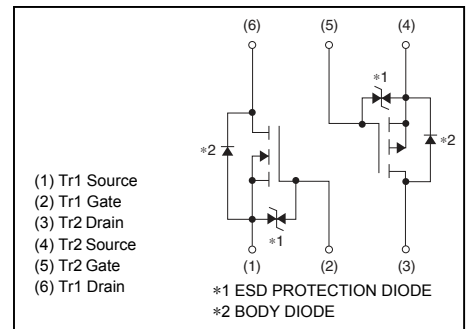 (6) (5) (4)
*1
*2 *2
(1) Tr1 Source
(2) Tr1 Gate
(3) Tr2 Drain
(4) Tr2 Source
(5) Tr2 Gate
(6) Tr1 Drain
*1
(1) (2) (3)
*1 ESD PROTECTION DIODE
*2 BODY DIODE